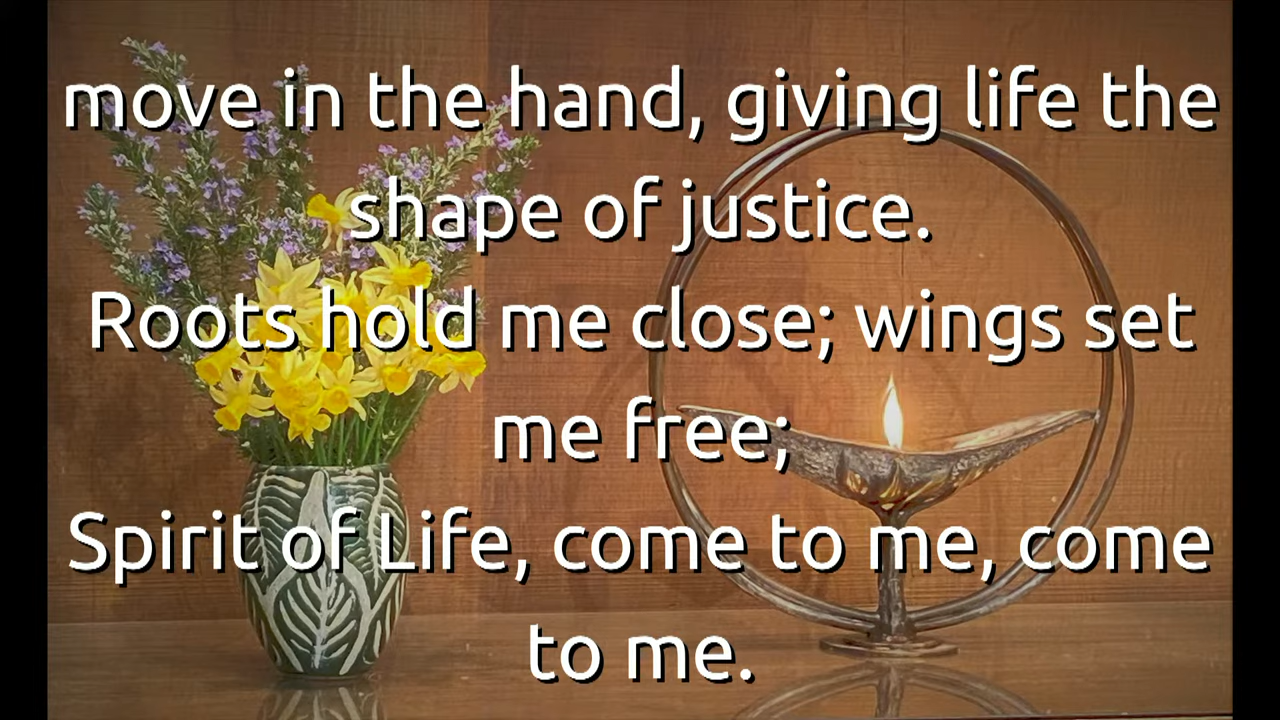 move in the hand, giving life the
shape of justice.
Roots hold me close; wings set
me free;
Spirit of Life, come to me, come
to me.